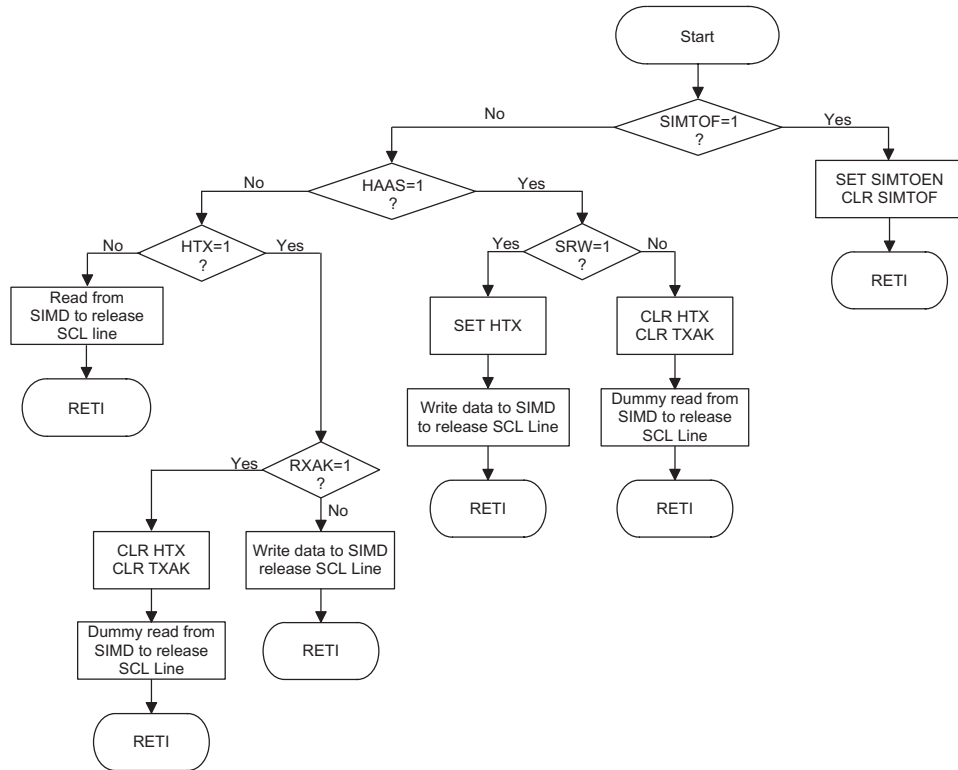 Start
SIMTOF=1
?
No
Yes
HAAS=1
?
No
Yes
SET SIMTOEN
CLR SIMTOF
HTX=1
?
No
Yes
SRW=1
?
Yes
No
RETI
Read from
SIMD to release
SCL line
SET HTX
CLR HTX
CLR TXAK
RETI
Write data to SIMD
to release SCL Line
Dummy read from
SIMD to release
SCL Line
RXAK=1
?
Yes
No
RETI
RETI
CLR HTX
CLR TXAK
Write data to SIMD
release SCL Line
Dummy read from
SIMD to release
SCL Line
RETI
RETI